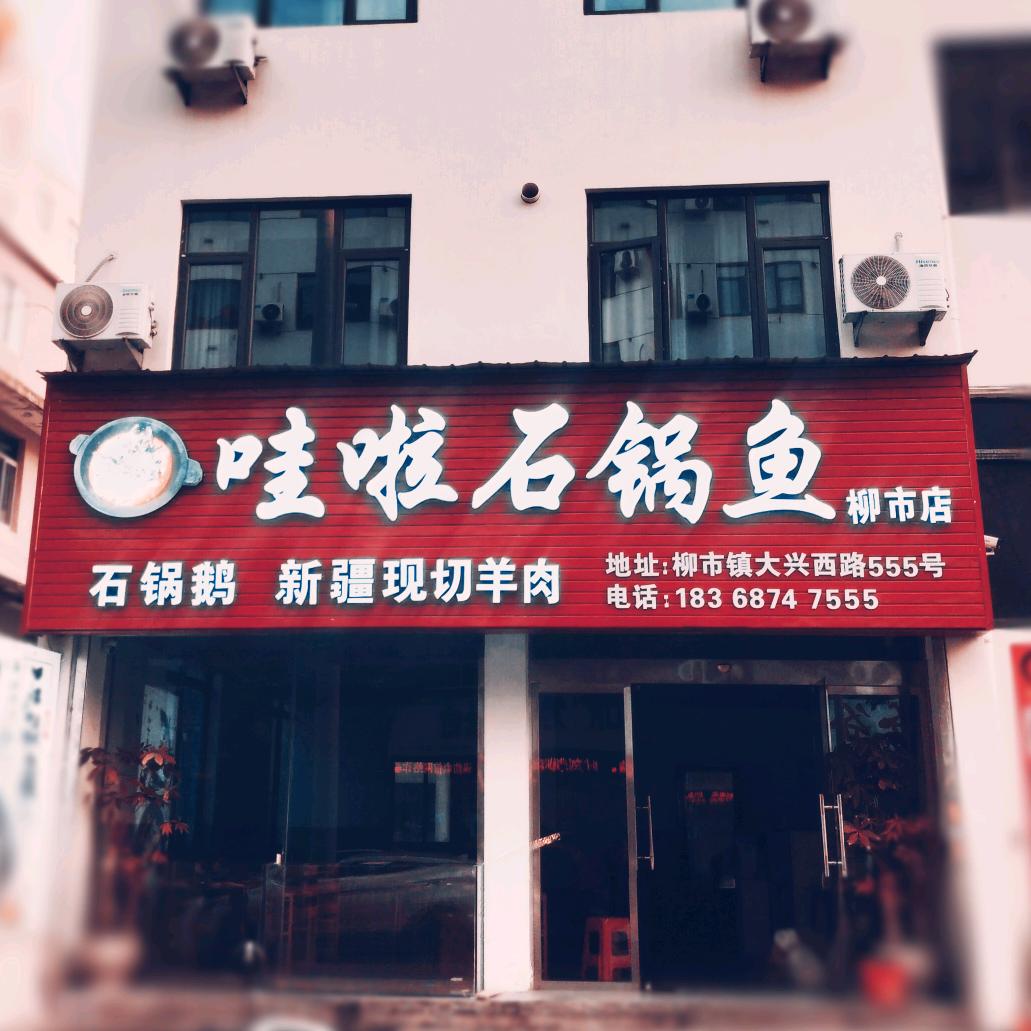 哇啦石锅鱼 柳市店
石锅鹅 新疆现切羊肉
地址:柳市镇大兴西路555号
电话:183 6874 7555
Hisense